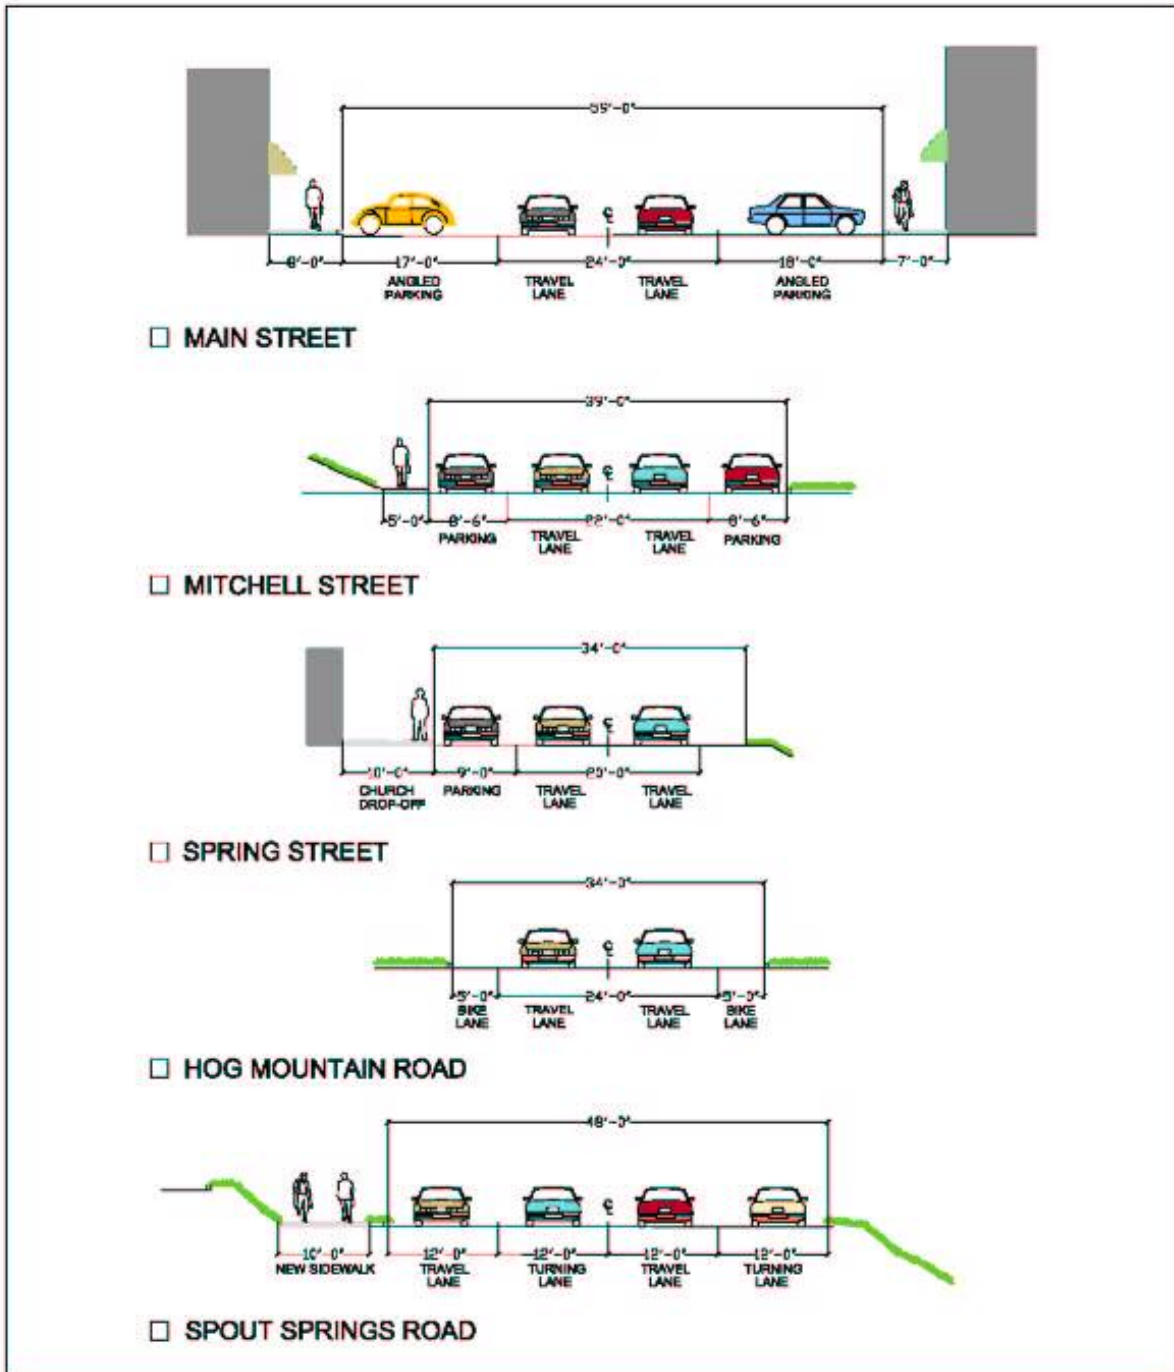 59'-0"
℄
8'-0" 17'-0" 24'-0" 18'-0" 7'-0"
ANGLED TRAVEL TRAVEL ANGLED
PARKING LANE LANE PARKING
MAIN STREET
39'-0"
℄
5'-0" 8'-6" 22'-0" 8'-6"
PARKING TRAVEL TRAVEL PARKING
LANE LANE
MITCHELL STREET
34'-0"
℄
10'-0" 9'-0" 20'-0"
CHURCH PARKING TRAVEL TRAVEL
DROP-OFF LANE LANE
SPRING STREET
34'-0"
℄
5'-0" 24'-0" 5'-0"
BIKE TRAVEL TRAVEL BIKE
LANE LANE LANE LANE
HOG MOUNTAIN ROAD
48'-0"
℄
10'-0" 12'-0" 12'-0" 12'-0" 12'-0"
NEW SIDEWALK TRAVEL TURNING TRAVEL TURNING
LANE LANE LANE LANE
SPOUT SPRINGS ROAD